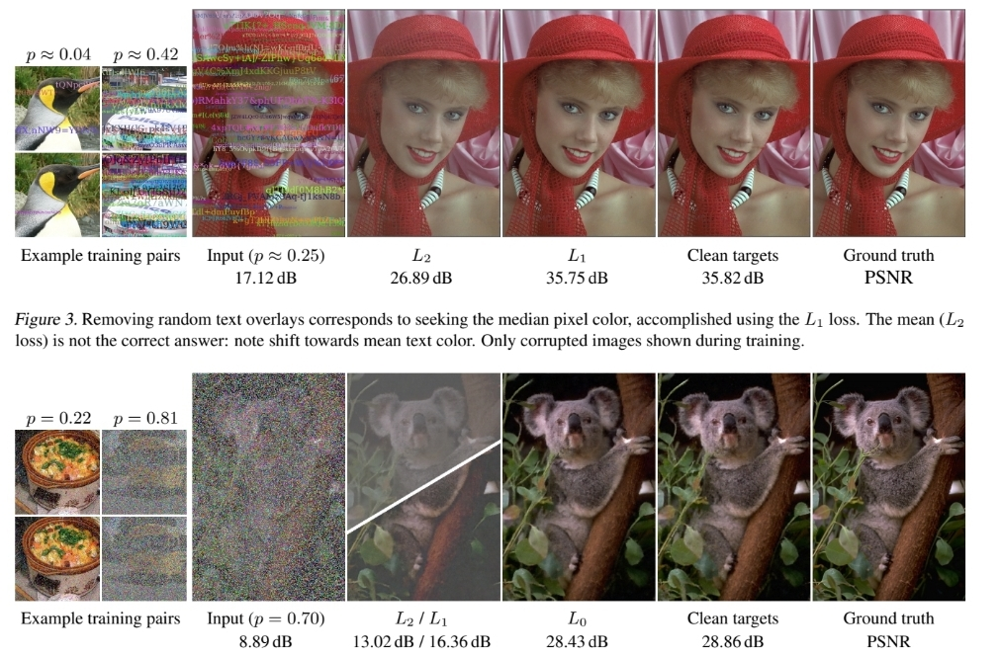 p ≈ 0.04 p ≈ 0.42
Example training pairs Input (p ≈ 0.25) L2 L1 Clean targets Ground truth
17.12 dB 26.89 dB 35.75 dB 35.82 dB PSNR
Figure 3. Removing random text overlays corresponds to seeking the median pixel color, accomplished using the L1 loss. The mean (L2
loss) is not the correct answer: note shift towards mean text color. Only corrupted images shown during training.
p = 0.22 p = 0.81
Example training pairs Input (p = 0.70) L2 / L1 L0 Clean targets Ground truth
8.89 dB 13.02 dB / 16.36 dB 28.43 dB 28.86 dB PSNR